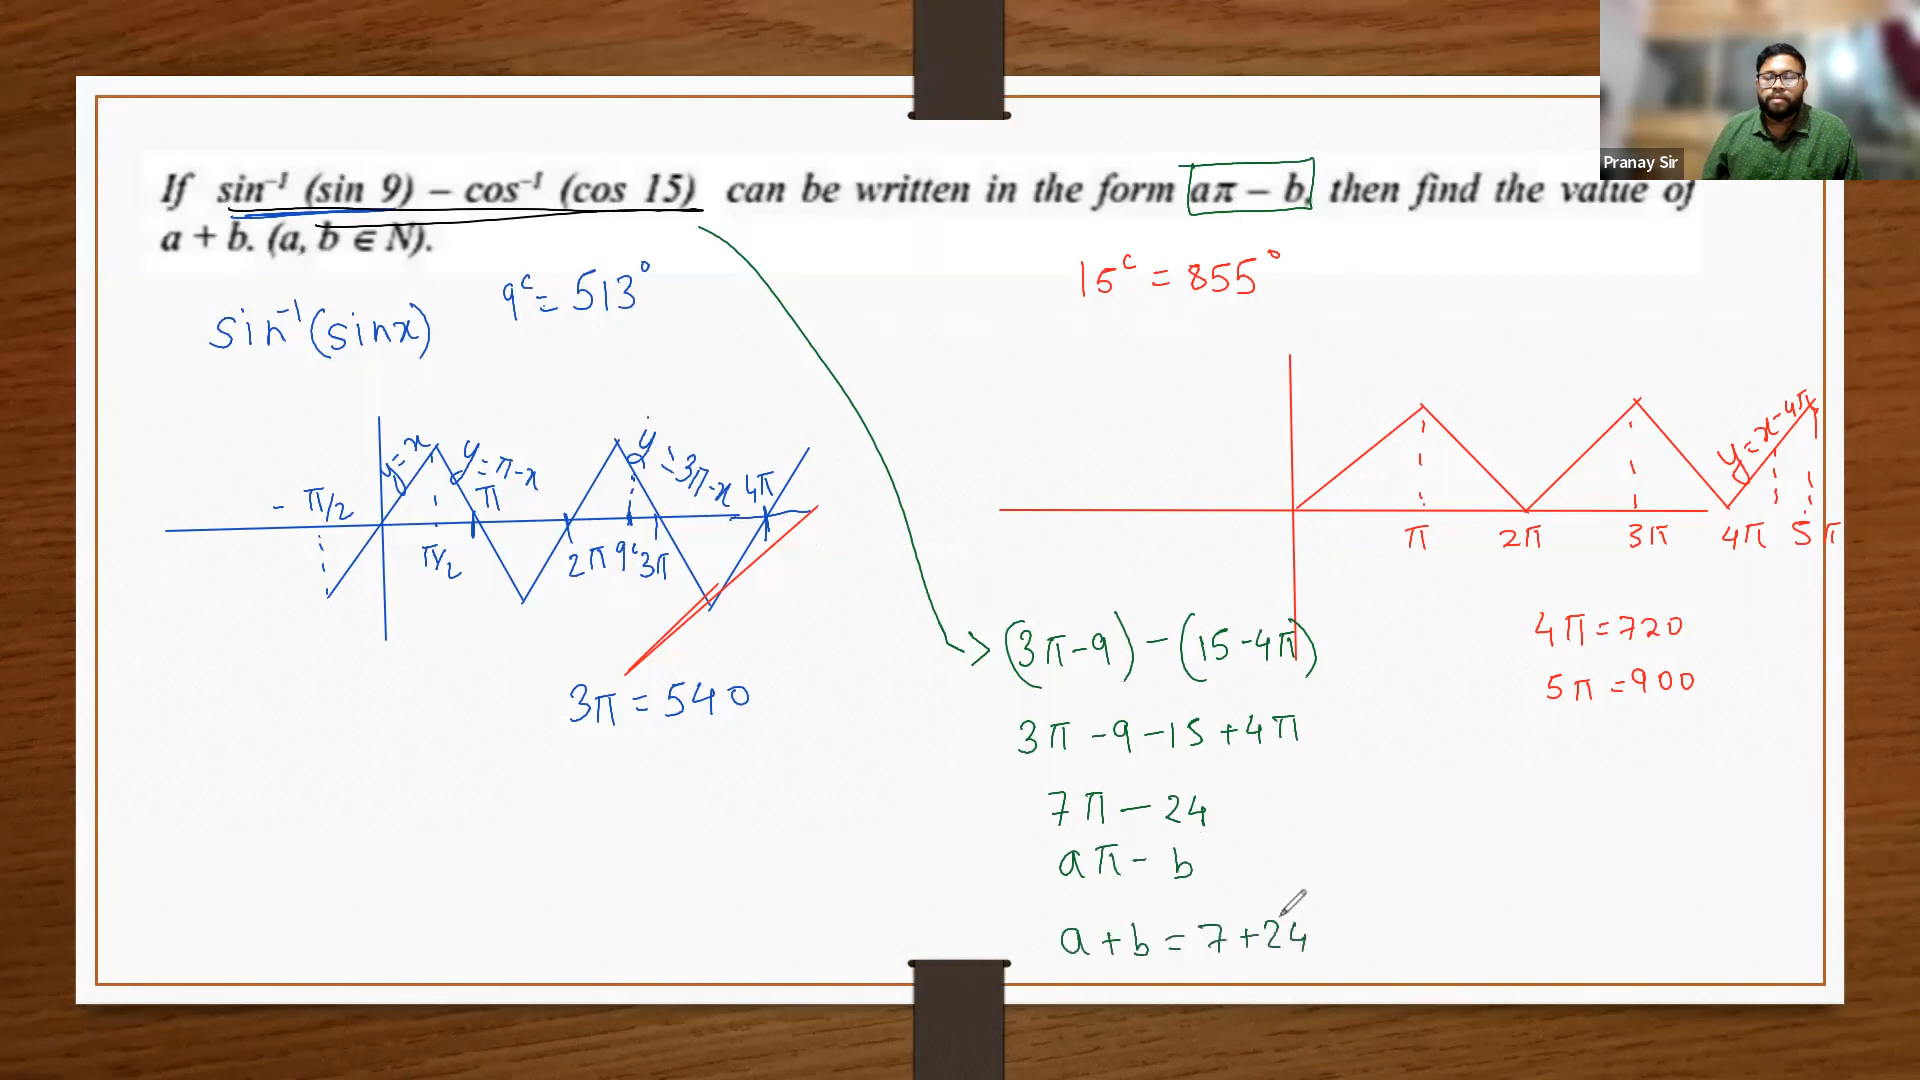 Pranay Sir
If sin⁻¹ (sin 9) – cos⁻¹ (cos 15) can be written in the form aπ – b, then find the value of
a + b. (a, b ∈ N).
sin⁻¹(sinx)
9ᶜ = 513°
y=x
y=π-x
y=3π-x
-π/2
π/2
π
2π
9ᶜ
3π
4π
3π = 540
15ᶜ = 855°
y=x-4π
π 2π 3π 4π 5π
4π = 720
5π = 900
(3π-9) - (15-4π)
3π -9 -15 +4π
7π - 24
aπ - b
a + b = 7 + 24